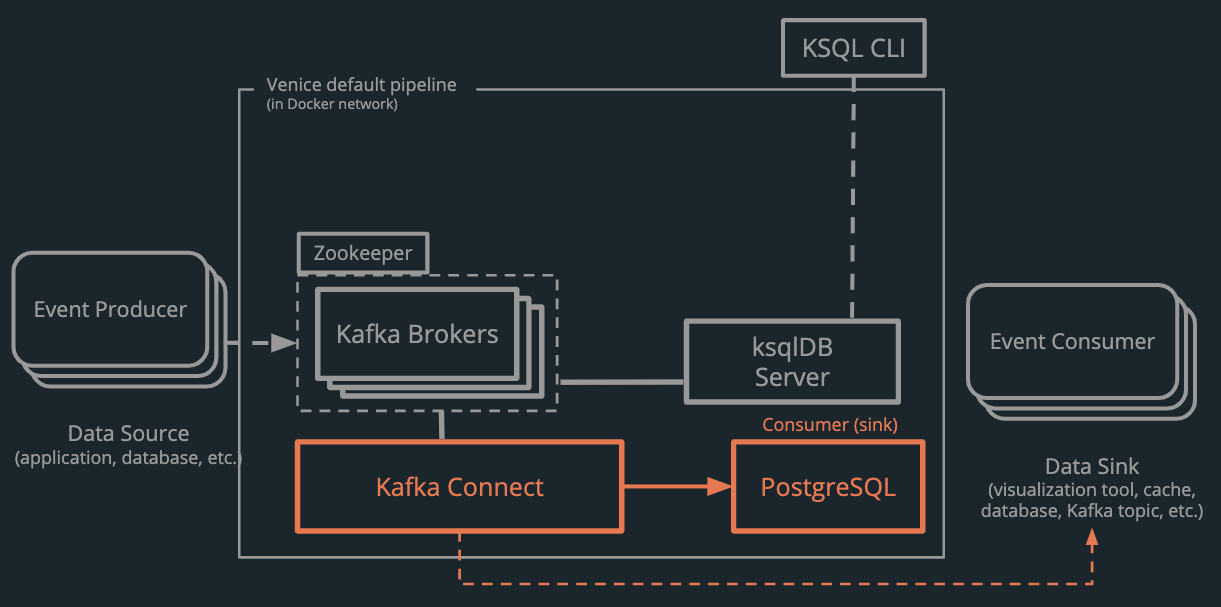 KSQL CLI
Venice default pipeline
(in Docker network)
Zookeeper
Event Producer
Kafka Brokers
ksqlDB
Server
Event Consumer
Data Source
(application, database, etc.)
Consumer (sink)
Kafka Connect
PostgreSQL
Data Sink
(visualization tool, cache,
database, Kafka topic, etc.)